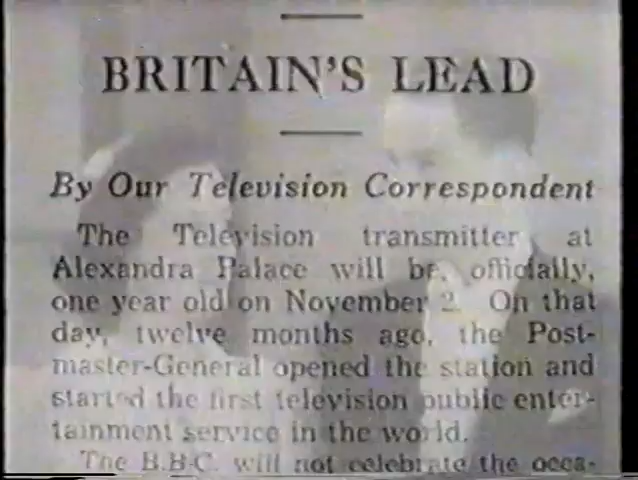 BRITAIN'S LEAD
By Our Television Correspondent
The Television transmitter at
Alexandra Palace will be, officially,
one year old on November 2. On that
day, twelve months ago, the Post-
master-General opened the station and
started the first television public enter-
tainment service in the world.
The B.B.C. will not celebrate the occa-